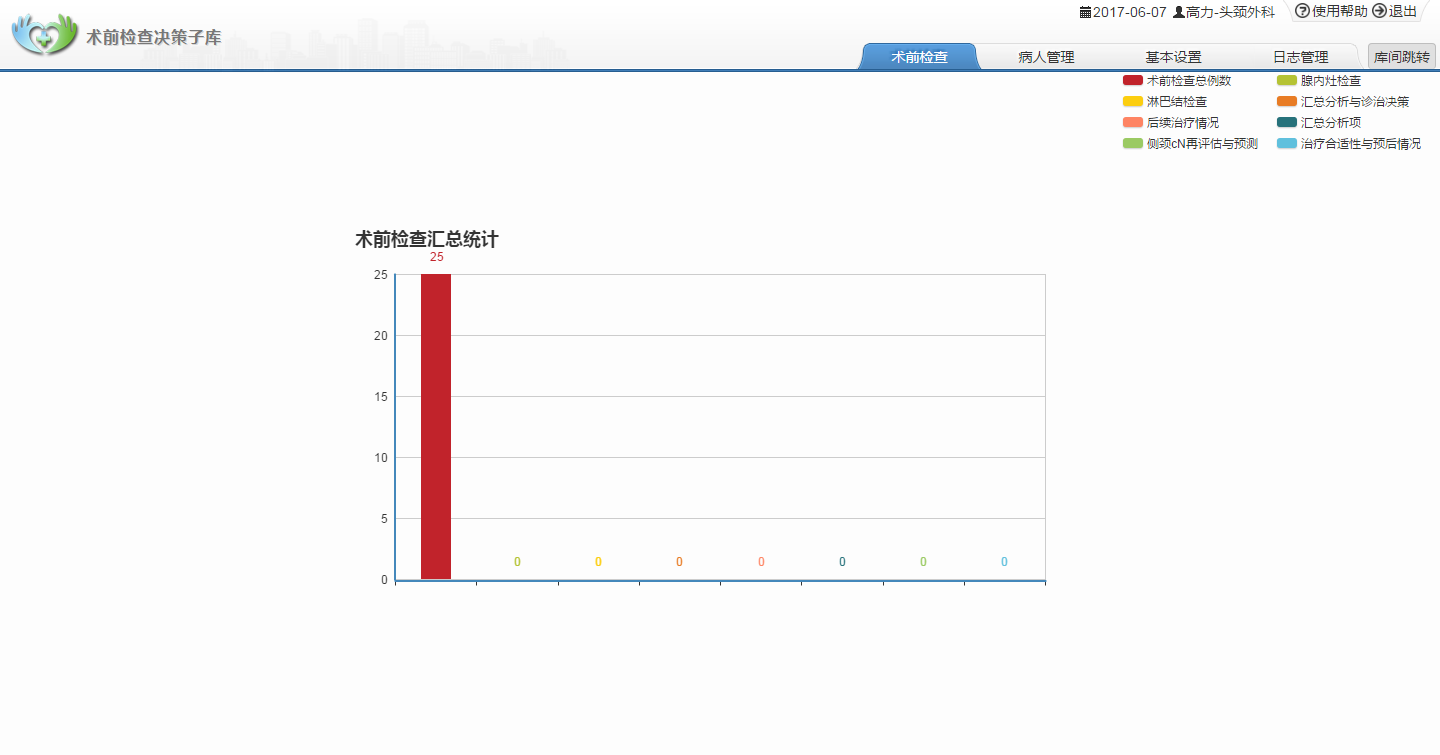 2017-06-07 高力-头颈外科 使用帮助 退出
术前检查决策子库
术前检查 病人管理 基本设置 日志管理 库间跳转
术前检查总例数 腺内灶检查
淋巴结检查 汇总分析与诊治决策
后续治疗情况 汇总分析项
侧颈cN再评估与预测 治疗合适性与预后情况
术前检查汇总统计
25
25
20
15
10
5
0 0 0 0 0 0 0
0